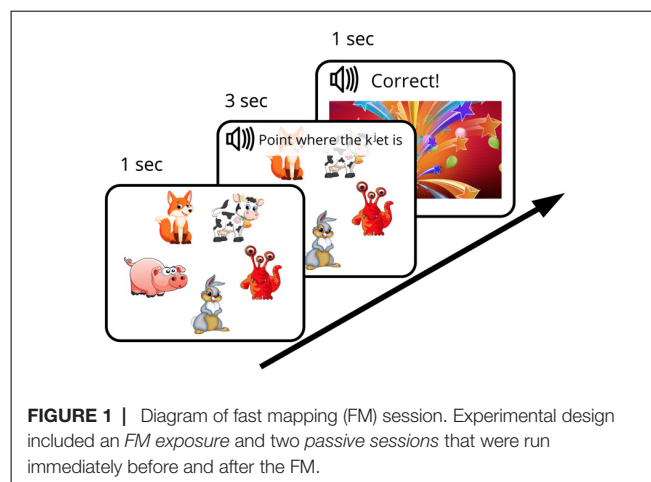 1 sec
Correct!
3 sec
Point where the kʲet is
1 sec
FIGURE 1 | Diagram of fast mapping (FM) session. Experimental design
included an FM exposure and two passive sessions that were run
immediately before and after the FM.